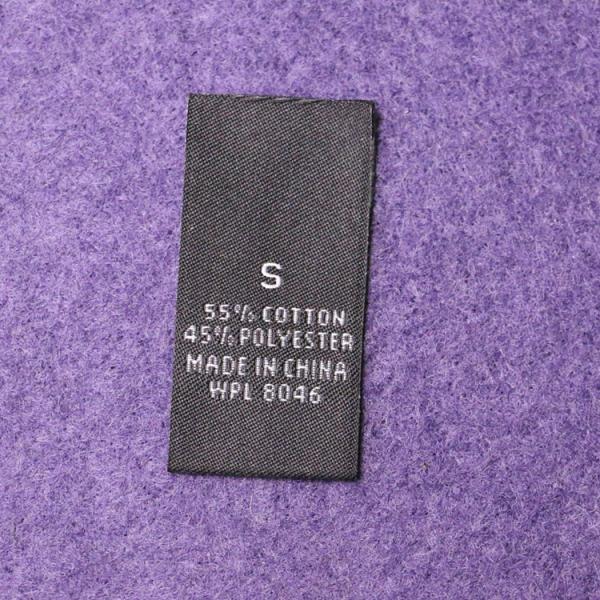 S
55% COTTON
45% POLYESTER
MADE IN CHINA
WPL 8046